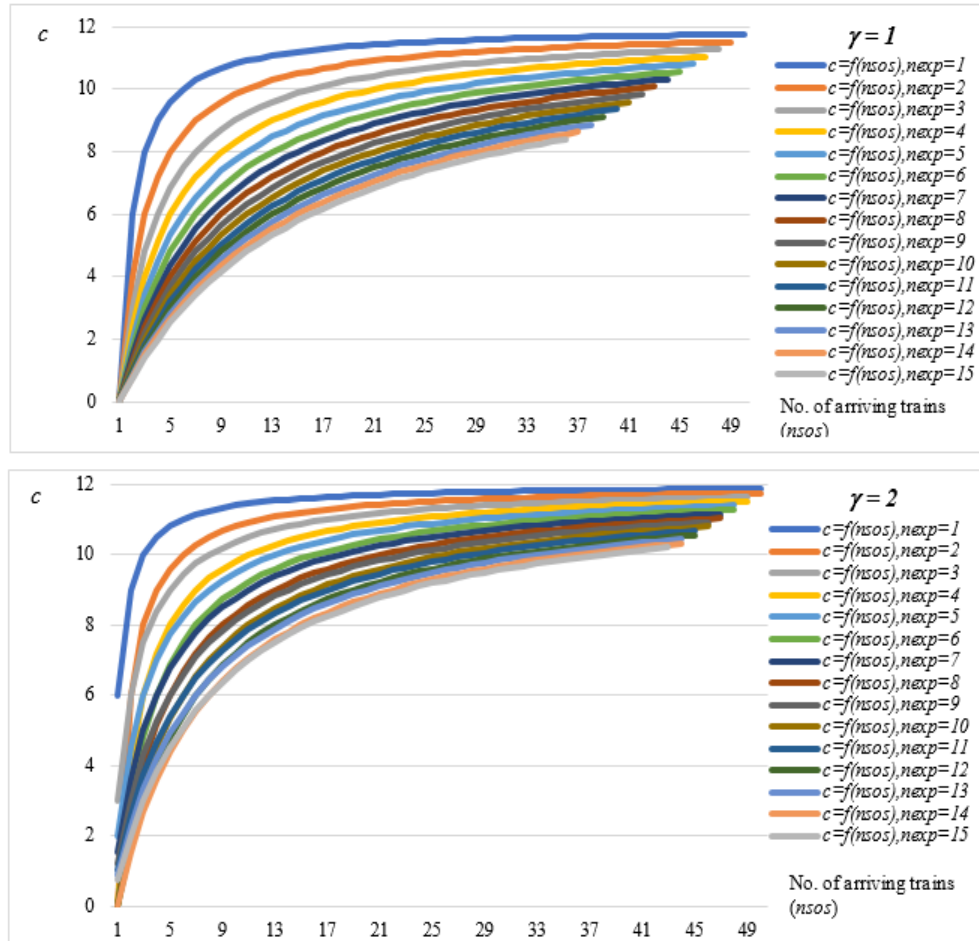 c
12
10
8
6
4
2
0
1 5 9 13 17 21 25 29 33 37 41 45 49
γ = 1
c=f(nsos),nexp=1
c=f(nsos),nexp=2
c=f(nsos),nexp=3
c=f(nsos),nexp=4
c=f(nsos),nexp=5
c=f(nsos),nexp=6
c=f(nsos),nexp=7
c=f(nsos),nexp=8
c=f(nsos),nexp=9
c=f(nsos),nexp=10
c=f(nsos),nexp=11
c=f(nsos),nexp=12
c=f(nsos),nexp=13
c=f(nsos),nexp=14
c=f(nsos),nexp=15
No. of arriving trains
(nsos)
c
12
10
8
6
4
2
0
1 5 9 13 17 21 25 29 33 37 41 45 49
γ = 2
c=f(nsos),nexp=1
c=f(nsos),nexp=2
c=f(nsos),nexp=3
c=f(nsos),nexp=4
c=f(nsos),nexp=5
c=f(nsos),nexp=6
c=f(nsos),nexp=7
c=f(nsos),nexp=8
c=f(nsos),nexp=9
c=f(nsos),nexp=10
c=f(nsos),nexp=11
c=f(nsos),nexp=12
c=f(nsos),nexp=13
c=f(nsos),nexp=14
c=f(nsos),nexp=15
No. of arriving trains
(nsos)